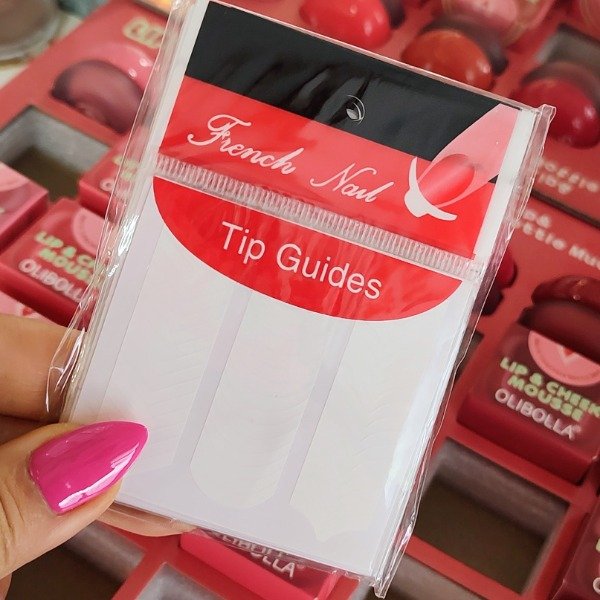 French Nail
Tip Guides
LIP & CHEEK
MOUSSE
OLIBOLLA
LIP & CHEEK
MOUSSE
OLIBOLLA